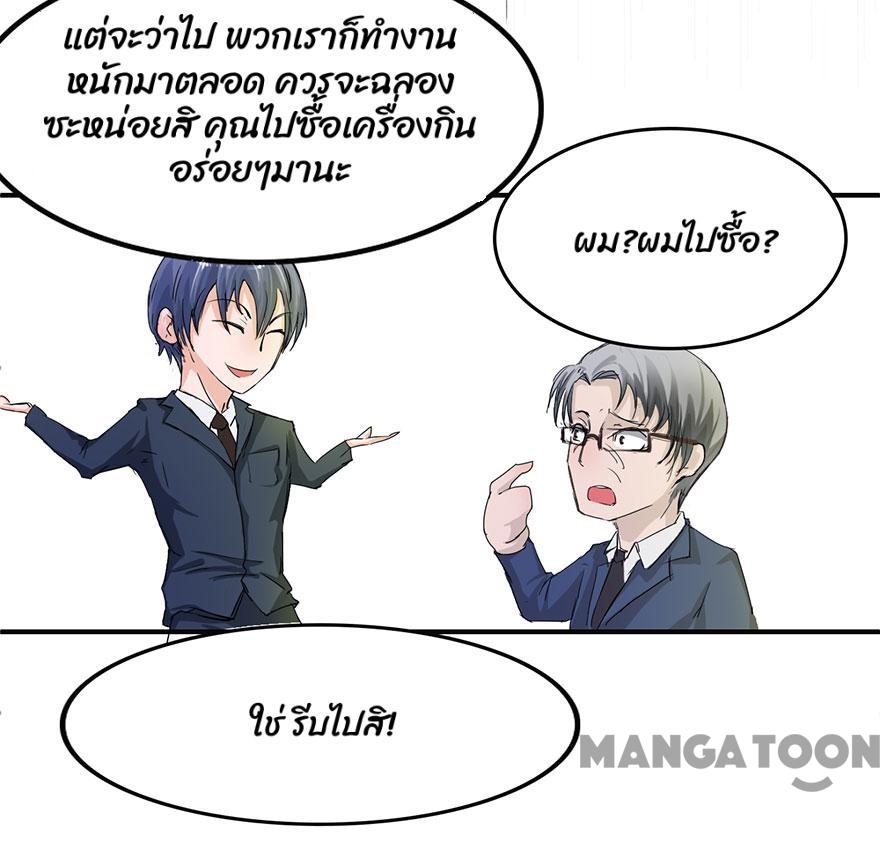 แต่จะว่าไป พวกเราก็ทำงาน
หนักมาตลอด ควรจะฉลอง
ซะหน่อยสิ คุณไปซื้อเครื่องกิน
อร่อยๆมานะ
ผม?ผมไปซื้อ?
ใช่ รีบไปสิ!
MANGATOON